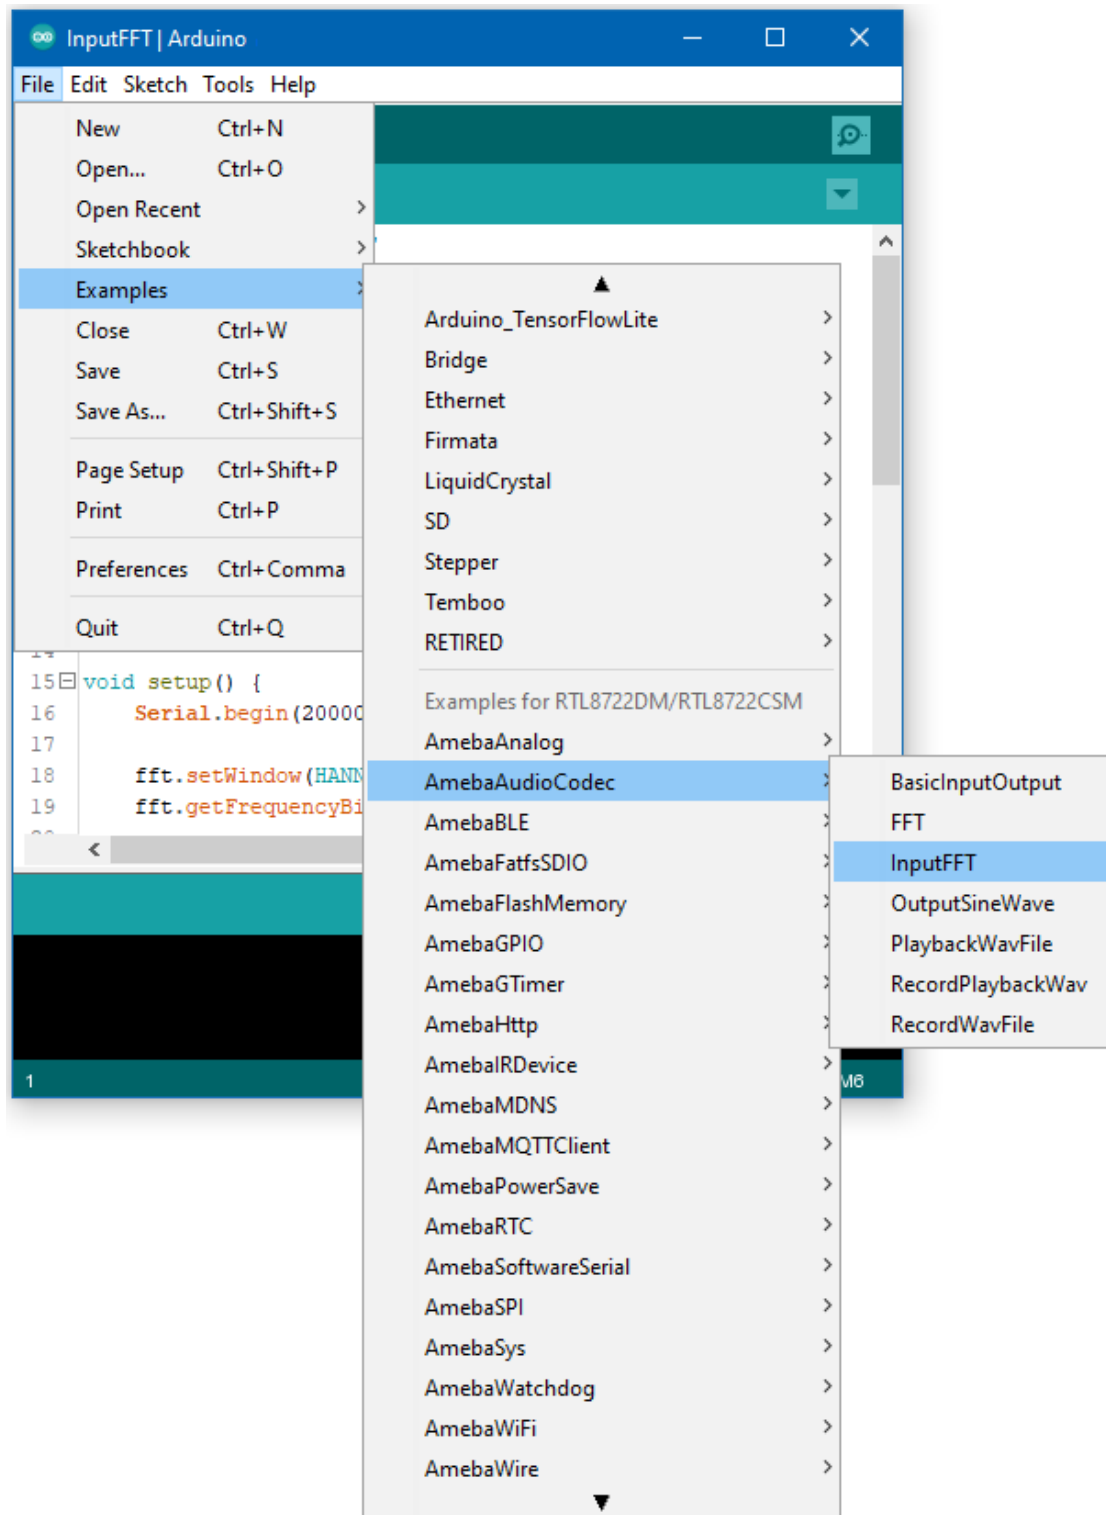 InputFFT | Arduino
File Edit Sketch Tools Help
New Ctrl+N
Open... Ctrl+O
Open Recent
Sketchbook
Examples
Close Ctrl+W
Save Ctrl+S
Save As... Ctrl+Shift+S
Page Setup Ctrl+Shift+P
Print Ctrl+P
Preferences Ctrl+Comma
Quit Ctrl+Q
Arduino_TensorFlowLite
Bridge
Ethernet
Firmata
LiquidCrystal
SD
Stepper
Temboo
RETIRED
Examples for RTL8722DM/RTL8722CSM
AmebaAnalog
AmebaAudioCodec
AmebaBLE
AmebaFatfsSDIO
AmebaFlashMemory
AmebaGPIO
AmebaGTimer
AmebaHttp
AmebaIRDevice
AmebaMDNS
AmebaMQTTClient
AmebaPowerSave
AmebaRTC
AmebaSoftwareSerial
AmebaSPI
AmebaSys
AmebaWatchdog
AmebaWiFi
AmebaWire
BasicInputOutput
FFT
InputFFT
OutputSineWave
PlaybackWavFile
RecordPlaybackWav
RecordWavFile
14
15 void setup() {
16 Serial.begin(20000
17
18 fft.setWindow(HANN
19 fft.getFrequencyBi
1 M6